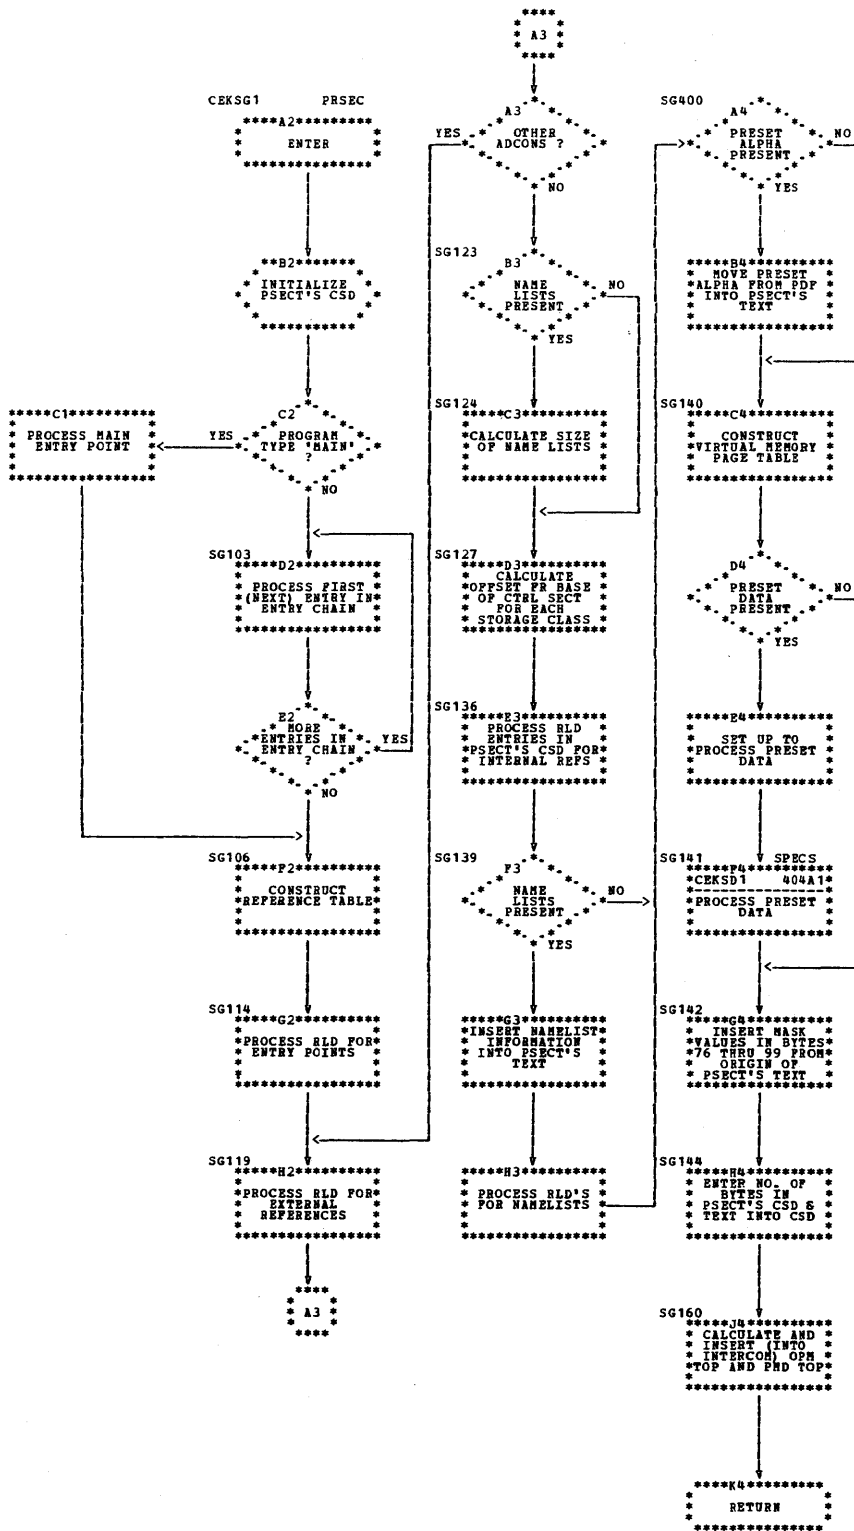 A3
CEKSG1 PRSEC
A2
ENTER
B2
INITIALIZE
PSECT'S CSD
C1
PROCESS MAIN
ENTRY POINT
YES
C2
PROGRAM
TYPE 'MAIN'
?
NO
SG103
D2
PROCESS FIRST
(NEXT) ENTRY IN
ENTRY CHAIN
E2
MORE
ENTRIES IN
ENTRY CHAIN
?
YES
NO
SG106
F2
CONSTRUCT
REFERENCE TABLE
SG114
G2
PROCESS RLD FOR
ENTRY POINTS
SG119
H2
PROCESS RLD FOR
EXTERNAL
REFERENCES
A3
A3
YES
OTHER
ADCONS ?
NO
SG123
B3
NAME
LISTS
PRESENT
NO
YES
SG124
C3
CALCULATE SIZE
OF NAME LISTS
SG127
D3
CALCULATE
OFFSET FR BASE
OF CTRL SECT
FOR EACH
STORAGE CLASS
SG136
E3
PROCESS RLD
ENTRIES IN
PSECT'S CSD FOR
INTERNAL REFS
SG139
F3
NAME
LISTS
PRESENT
NO
YES
G3
INSERT NAMELIST
INFORMATION
INTO PSECT'S
TEXT
H3
PROCESS RLD'S
FOR NAMELISTS
SG400
A4
PRESET
ALPHA
PRESENT
NO
YES
B4
MOVE PRESET
ALPHA FROM PDF
INTO PSECT'S
TEXT
SG140
C4
CONSTRUCT
VIRTUAL MEMORY
PAGE TABLE
D4
PRESET
DATA
PRESENT
NO
YES
E4
SET UP TO
PROCESS PRESET
DATA
SG141 SPECS
F4
CEKSD1 404A1
PROCESS PRESET
DATA
SG142
G4
INSERT MASK
VALUES IN BYTES
76 THRU 99 FROM
ORIGIN OF
PSECT'S TEXT
SG144
H4
ENTER NO. OF
BYTES IN
PSECT'S CSD &
TEXT INTO CSD
SG160
J4
CALCULATE AND
INSERT (INTO
INTERCOM) OPM
TOP AND PMD TOP
K4
RETURN